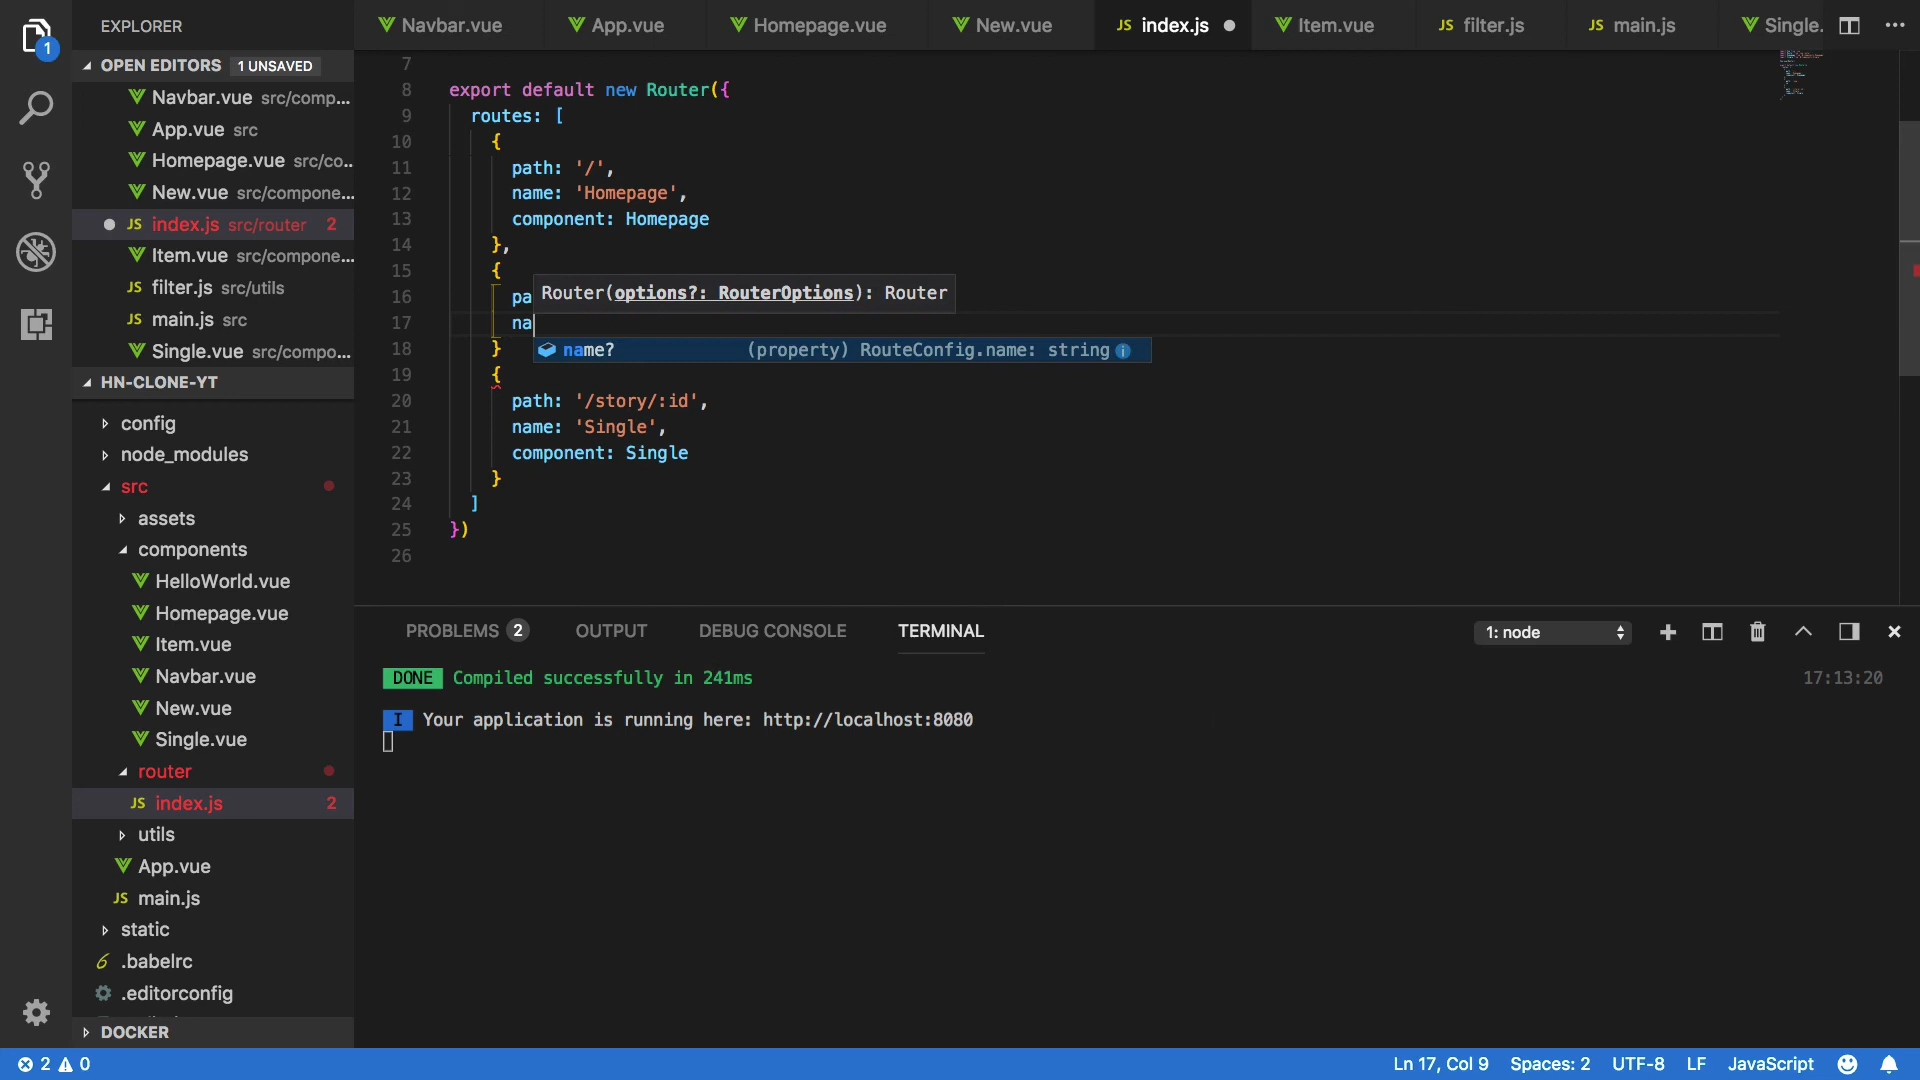 1
EXPLORER
OPEN EDITORS 1 UNSAVED
Navbar.vue src/comp...
App.vue src
Homepage.vue src/co...
New.vue src/compone...
JS index.js src/router 2
Item.vue src/compone...
JS filter.js src/utils
JS main.js src
Single.vue src/compo...
HN-CLONE-YT
config
node_modules
src
assets
components
HelloWorld.vue
Homepage.vue
Item.vue
Navbar.vue
New.vue
Single.vue
router
JS index.js 2
utils
App.vue
JS main.js
static
.babelrc
.editorconfig
DOCKER
Navbar.vue App.vue Homepage.vue New.vue JS index.js Item.vue JS filter.js JS main.js Single.
7
8 export default new Router({
9 routes: [
10 {
11 path: '/',
12 name: 'Homepage',
13 component: Homepage
14 },
15 {
Router(options?: RouterOptions): Router
16 pa
17 na
name? (property) RouteConfig.name: string
18 }
19 {
20 path: '/story/:id',
21 name: 'Single',
22 component: Single
23 }
24 ]
25 })
26
PROBLEMS 2 OUTPUT DEBUG CONSOLE TERMINAL 1: node
DONE Compiled successfully in 241ms 17:13:20
I Your application is running here: http://localhost:8080
2 0 Ln 17, Col 9 Spaces: 2 UTF-8 LF JavaScript